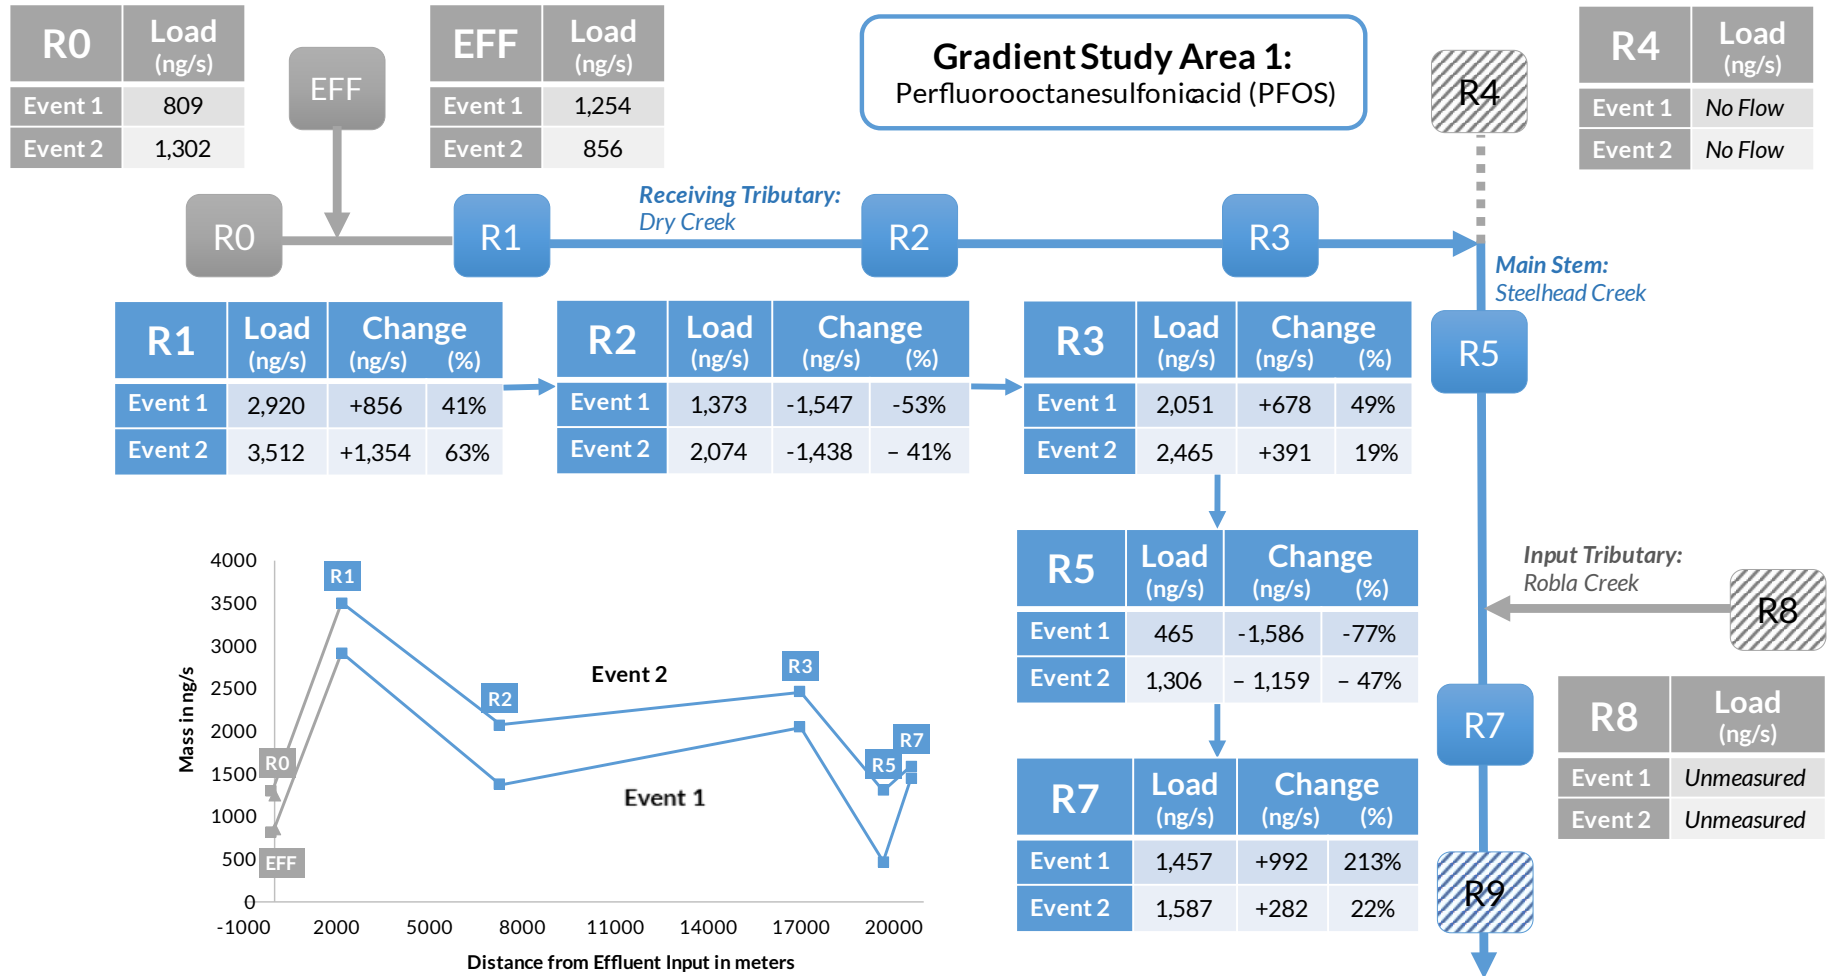 R0 Load (ng/s)
Event 1 809
Event 2 1,302
EFF
EFF Load (ng/s)
Event 1 1,254
Event 2 856
Gradient Study Area 1:
Perfluorooctanesulfonic acid (PFOS)
R4
R4 Load (ng/s)
Event 1 No Flow
Event 2 No Flow
Receiving Tributary:
Dry Creek
R0 R1 R2 R3
Main Stem:
Steelhead Creek
R5
R1 Load (ng/s) Change (ng/s) (%)
Event 1 2,920 +856 41%
Event 2 3,512 +1,354 63%
R2 Load (ng/s) Change (ng/s) (%)
Event 1 1,373 -1,547 -53%
Event 2 2,074 -1,438 – 41%
R3 Load (ng/s) Change (ng/s) (%)
Event 1 2,051 +678 49%
Event 2 2,465 +391 19%
R5 Load (ng/s) Change (ng/s) (%)
Event 1 465 -1,586 -77%
Event 2 1,306 – 1,159 – 47%
Input Tributary:
Robla Creek
R8
R7
R8 Load (ng/s)
Event 1 Unmeasured
Event 2 Unmeasured
R7 Load (ng/s) Change (ng/s) (%)
Event 1 1,457 +992 213%
Event 2 1,587 +282 22%
R9
Mass in ng/s
4000
3500
3000
2500
2000
1500
1000
500
0
R1
R2
R3
R5
R7
R0
EFF
Event 2
Event 1
-1000 2000 5000 8000 11000 14000 17000 20000
Distance from Effluent Input in meters